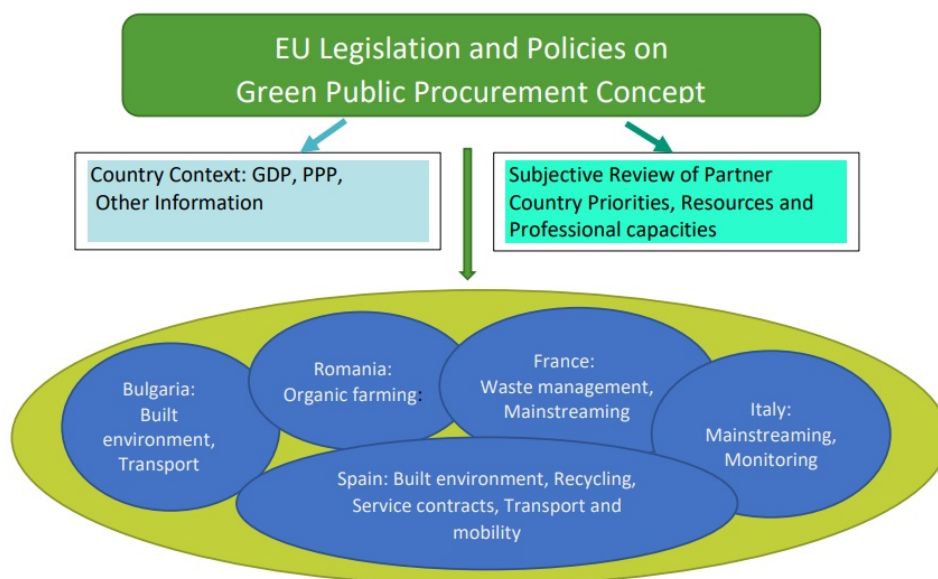 EU Legislation and Policies on
Green Public Procurement Concept
Country Context: GDP, PPP,
Other Information
Subjective Review of Partner
Country Priorities, Resources and
Professional capacities
Bulgaria:
Built
environment,
Transport
Romania:
Organic farming:
France:
Waste management,
Mainstreaming
Italy:
Mainstreaming,
Monitoring
Spain: Built environment, Recycling,
Service contracts, Transport and
mobility